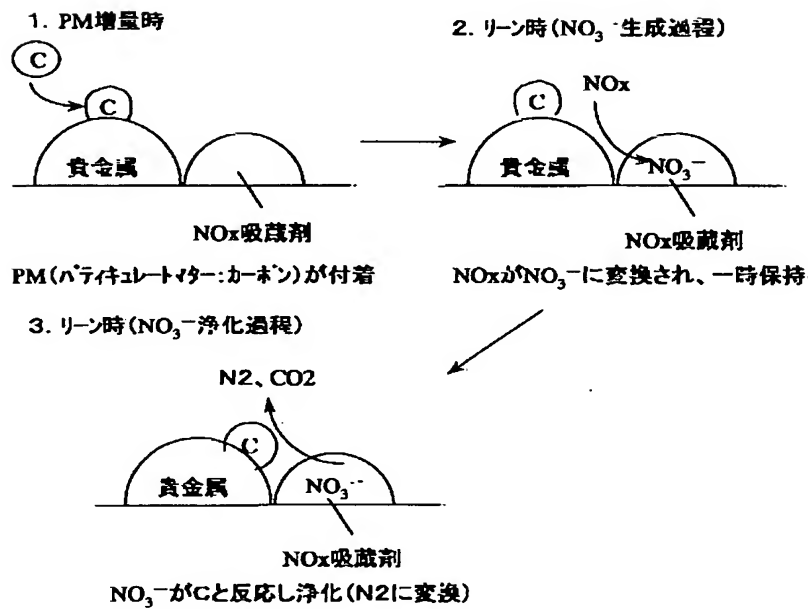 1. PM増量時
C
C
貴金属
NOx吸蔵剤
PM(パティキュレートマター:カーボン)が付着
2. リーン時(NO₃⁻生成過程)
C
NOx
貴金属
NO₃⁻
NOx吸蔵剤
NOxがNO₃⁻に変換され、一時保持
3. リーン時(NO₃⁻浄化過程)
N2、CO2
C
貴金属
NO₃⁻
NOx吸蔵剤
NO₃⁻がCと反応し浄化(N2に変換)